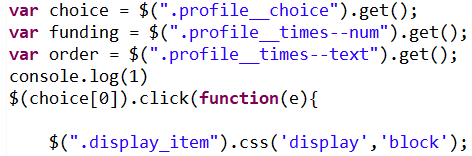 var choice = $(".profile__choice").get();
var funding = $(".profile__times--num").get();
var order = $(".profile__times--text").get();
console.log(1)
$(choice[0]).click(function(e){
$(".display_item").css('display','block');